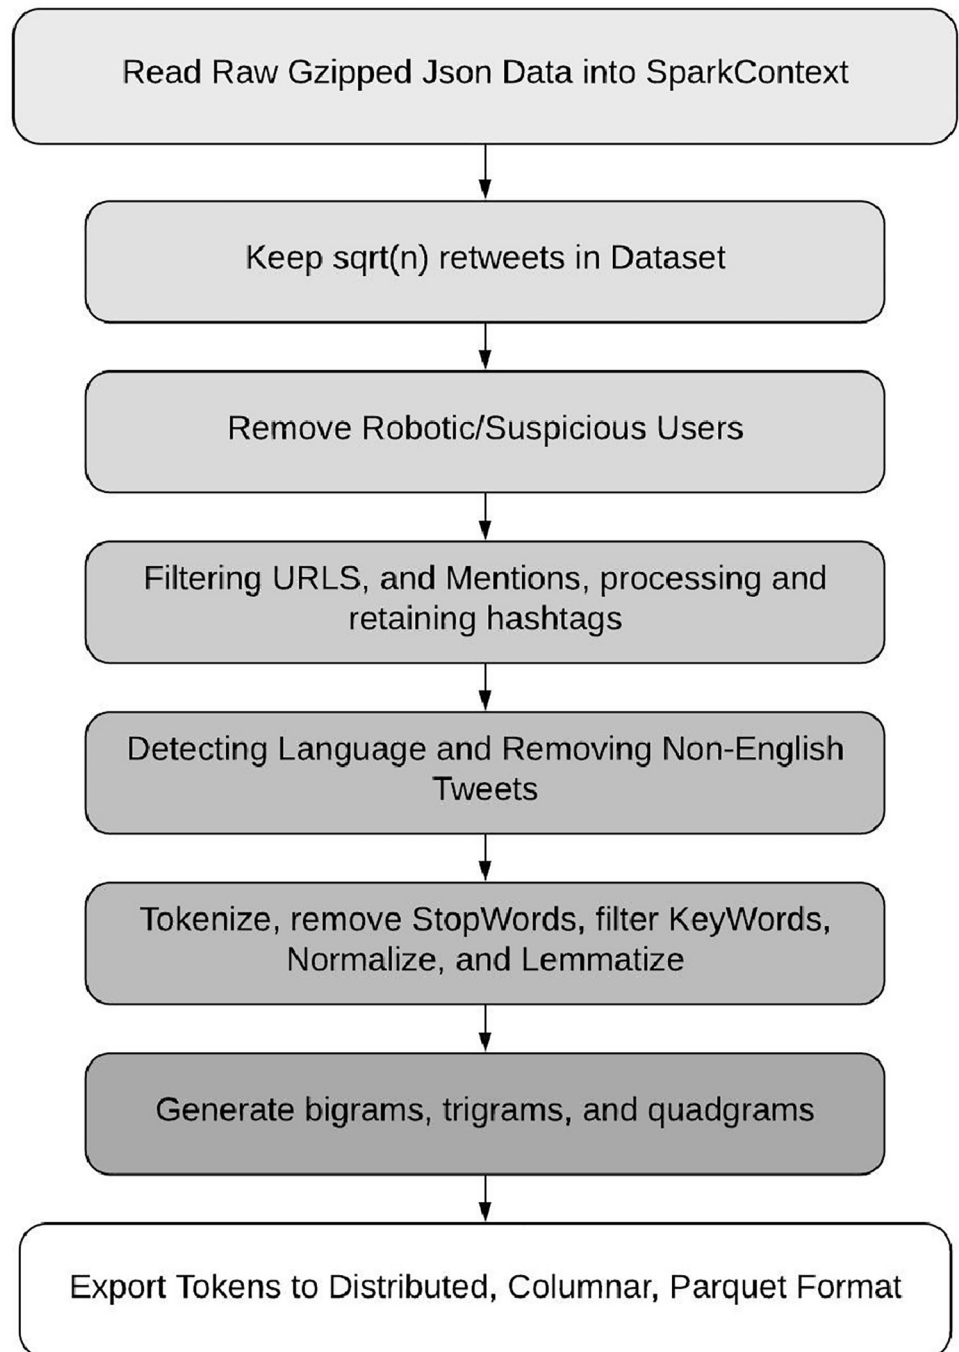 Read Raw Gzipped Json Data into SparkContext
Keep sqrt(n) retweets in Dataset
Remove Robotic/Suspicious Users
Filtering URLS, and Mentions, processing and
retaining hashtags
Detecting Language and Removing Non-English
Tweets
Tokenize, remove StopWords, filter KeyWords,
Normalize, and Lemmatize
Generate bigrams, trigrams, and quadgrams
Export Tokens to Distributed, Columnar, Parquet Format